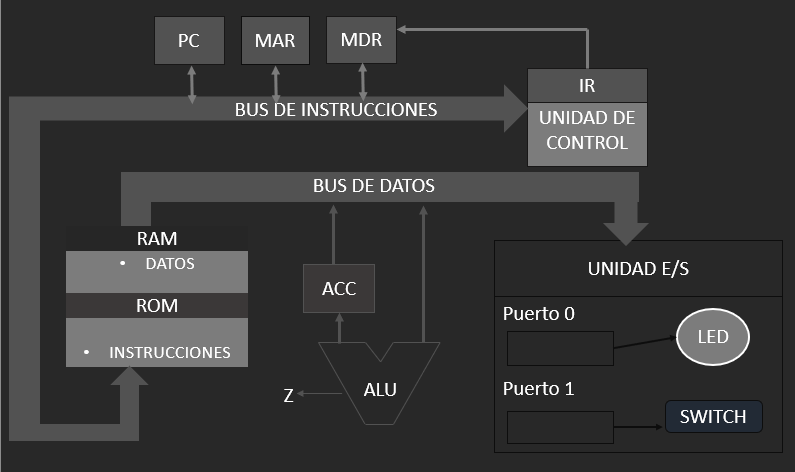 PC
MAR
MDR
IR
BUS DE INSTRUCCIONES
UNIDAD DE
CONTROL
BUS DE DATOS
RAM
• DATOS
ROM
• INSTRUCCIONES
ACC
ALU
Z
UNIDAD E/S
Puerto 0
LED
Puerto 1
SWITCH